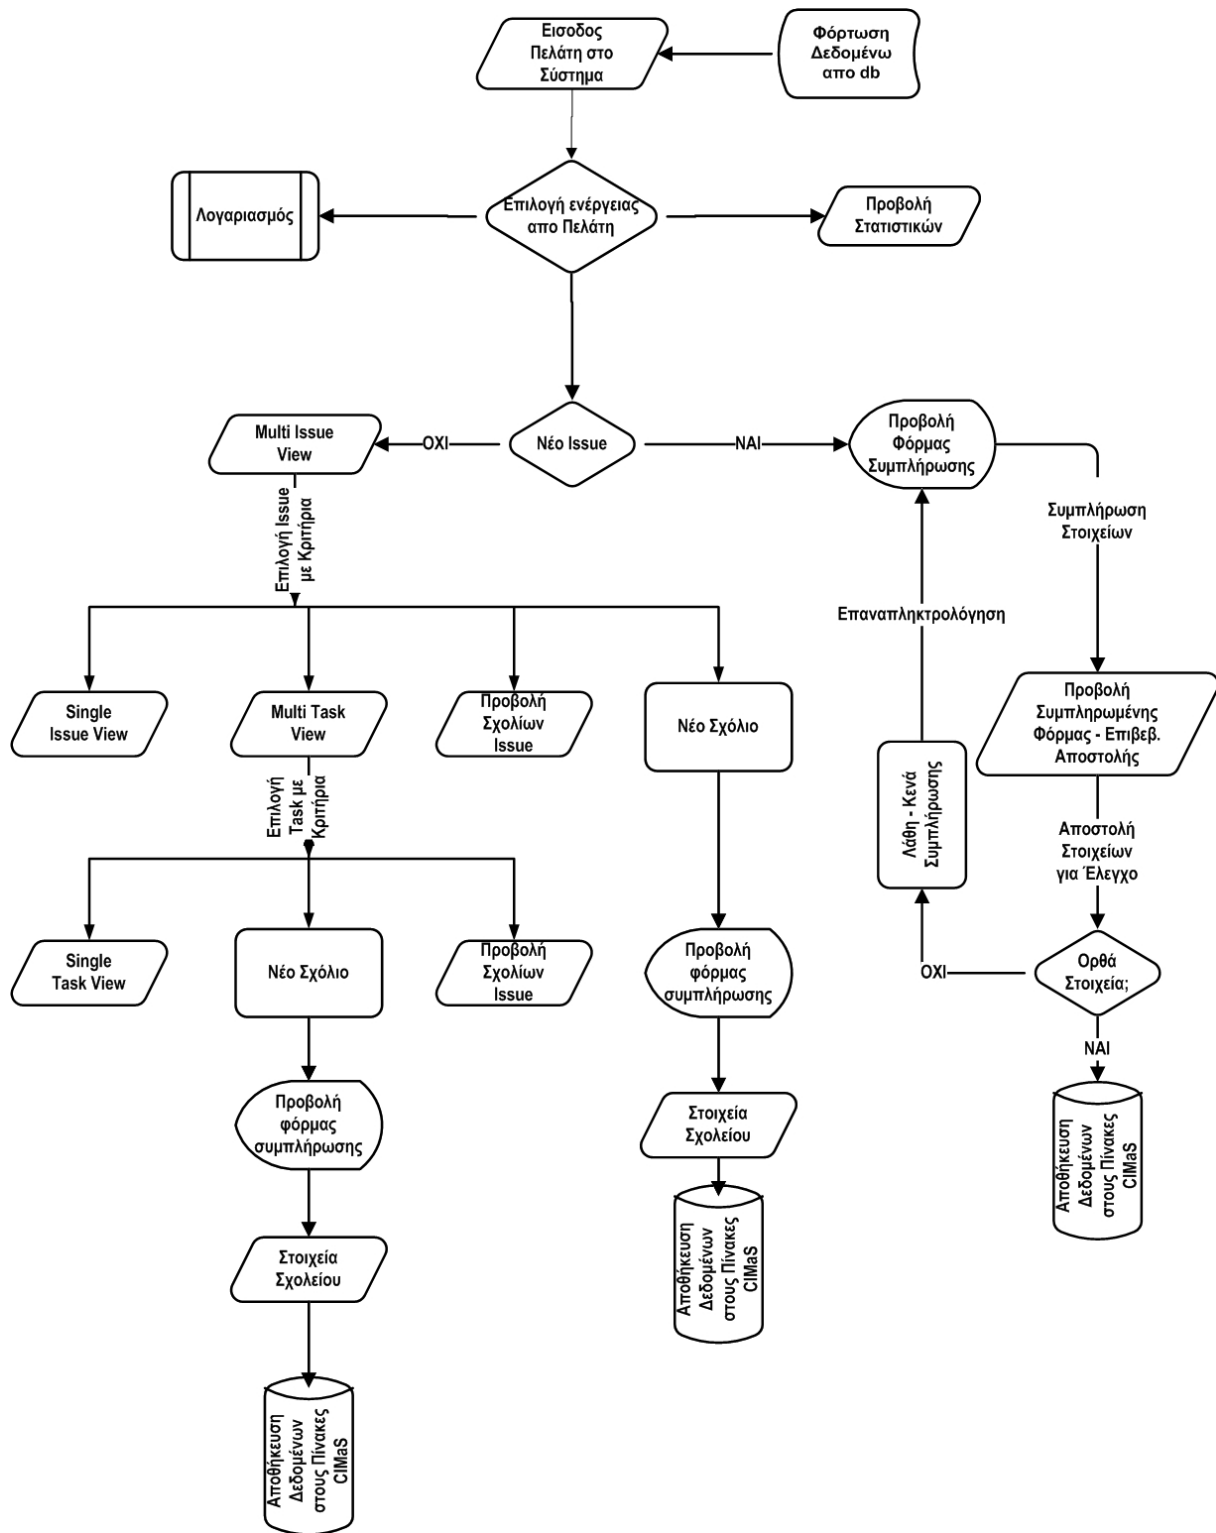 Εισοδος
Πελάτη στο
Σύστημα
Φόρτωση
Δεδομένω
απο db
Λογαριασμός
Επιλογή ενέργειας
απο Πελάτη
Προβολή
Στατιστικών
Multi Issue
View
ΟΧΙ
Νέο Issue
ΝΑΙ
Προβολή
Φόρμας
Συμπλήρωσης
Επιλογή Issue
με Κριτήρια
Συμπλήρωση
Στοιχείων
Επαναπληκτρολόγηση
Single
Issue View
Multi Task
View
Προβολή
Σχολίων
Issue
Νέο Σχόλιο
Προβολή
Συμπληρωμένης
Φόρμας - Επιβεβ.
Αποστολής
Επιλογή
Task με
Κριτήρια
Λάθη - Κενά
Συμπλήρωσης
Αποστολή
Στοιχείων
για Έλεγχο
Single
Task View
Νέο Σχόλιο
Προβολή
Σχολίων
Issue
Προβολή
φόρμας
συμπλήρωσης
ΟΧΙ
Ορθά
Στοιχεία;
ΝΑΙ
Προβολή
φόρμας
συμπλήρωσης
Στοιχεία
Σχολείου
Αποθήκευση
Δεδομένων
στους Πίνακες
CIMaS
Στοιχεία
Σχολείου
Αποθήκευση
Δεδομένων
στους Πίνακες
CIMaS
Αποθήκευση
Δεδομένων
στους Πίνακες
CIMaS